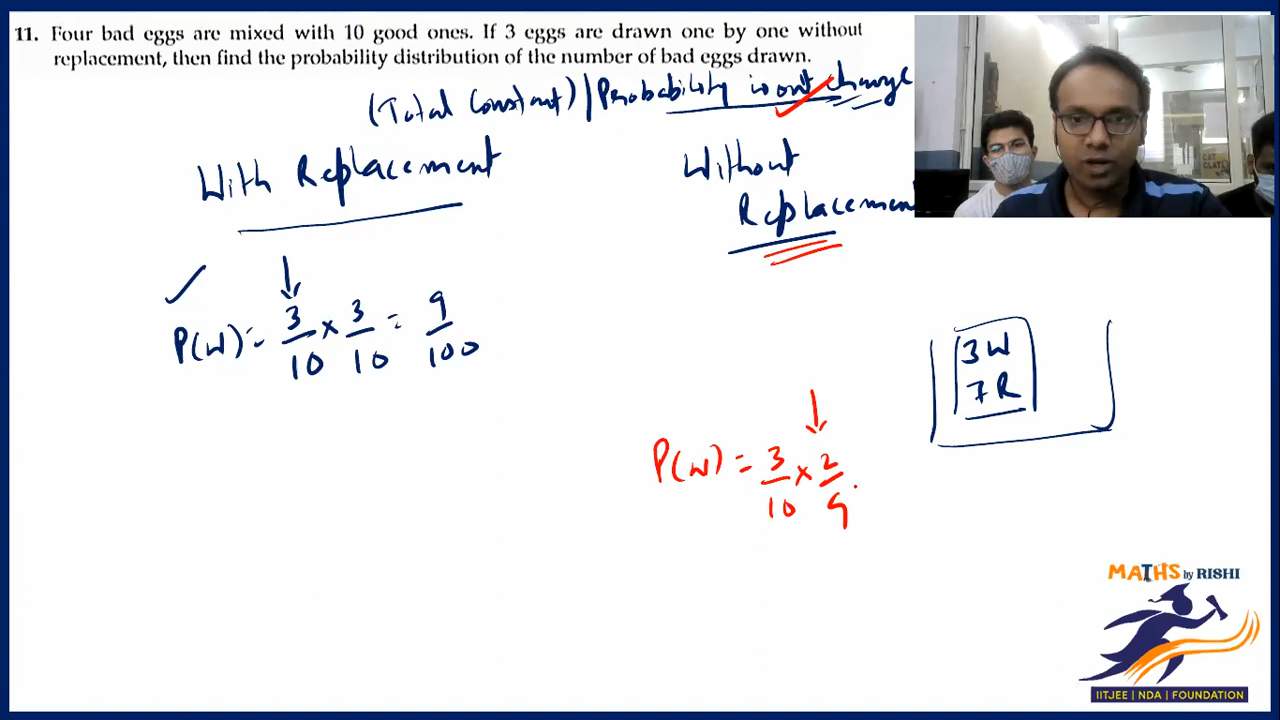 11. Four bad eggs are mixed with 10 good ones. If 3 eggs are drawn one by one without
replacement, then find the probability distribution of the number of bad eggs drawn.
(Total Constant) | Probability is not change
With Replacement
Without
Replacement
P(W) = 3/10 × 3/10 = 9/100
3W
7R
P(W) = 3/10 × 2/9
CAT
CLAT
MATHS by RISHI
IITJEE | NDA | FOUNDATION